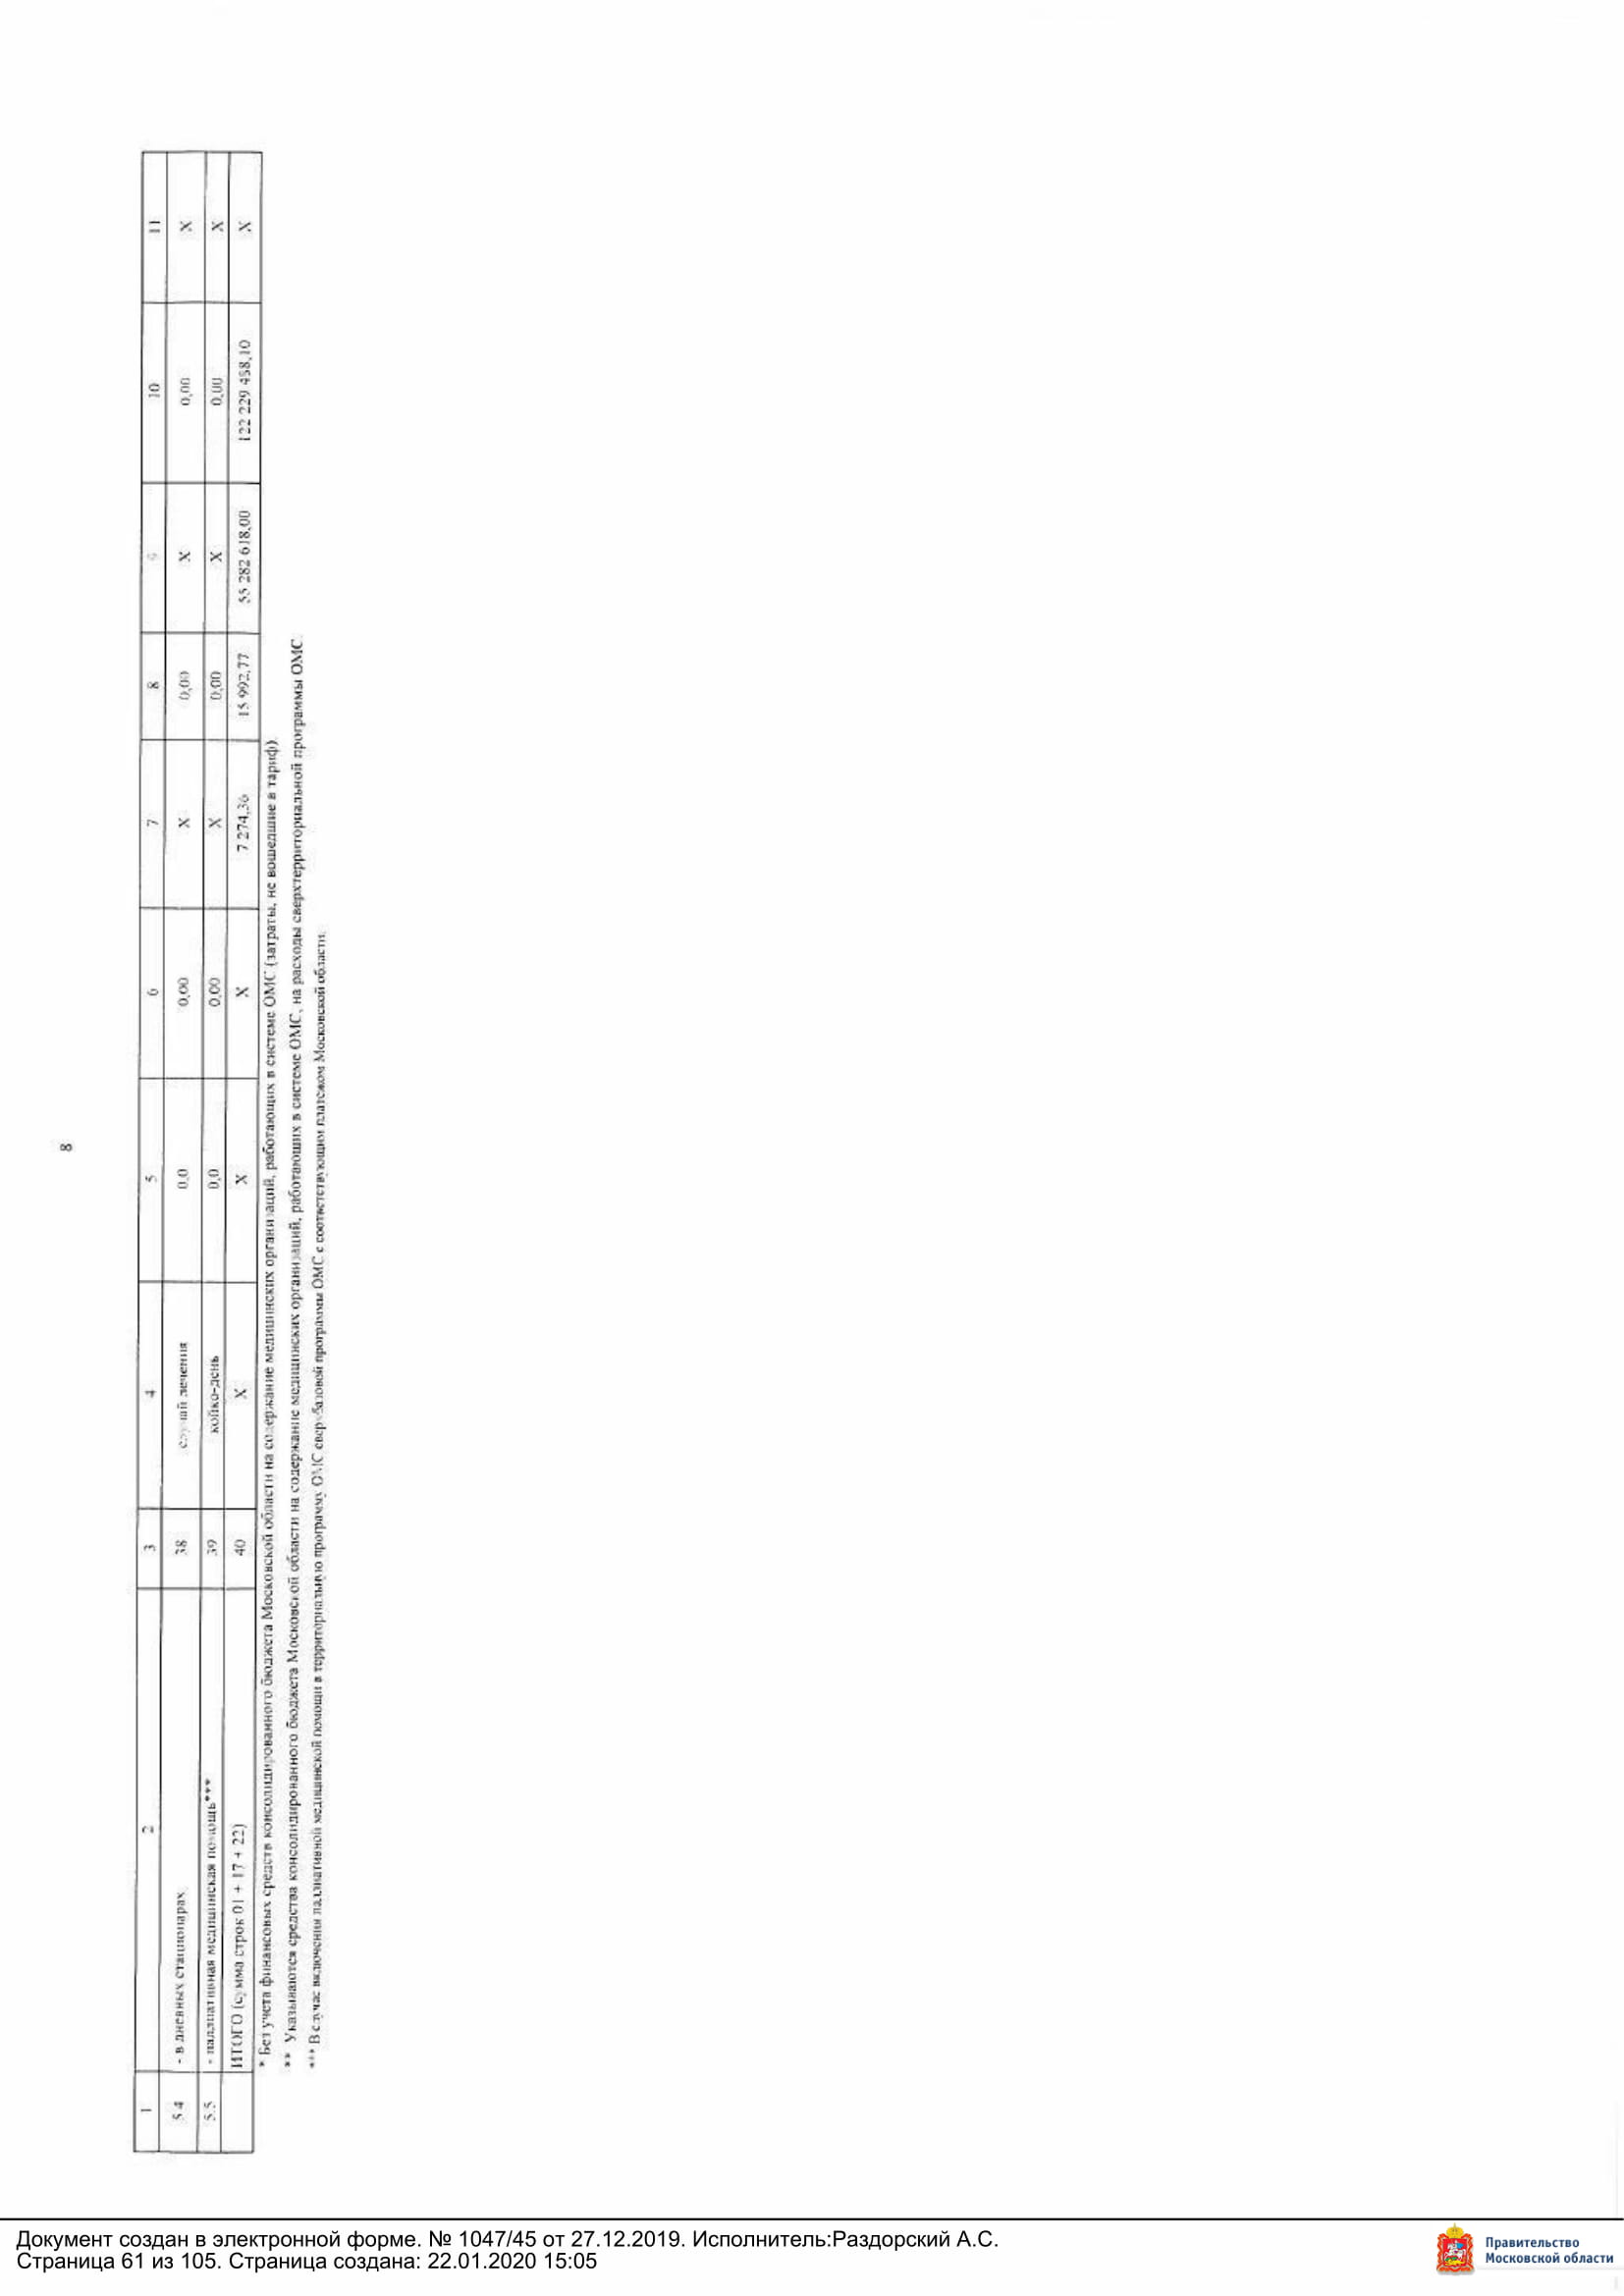 8
1 2 3 4 5 6 7 8 9 10 11
5.4 - в дневных стационарах 38 случай лечения 0,0 0,00 X 0,00 X 0,00 X
5.5 - паллиативная медицинская помощь*** 39 койко-день 0,0 0,00 X 0,00 X 0,00 X
ИТОГО (сумма строк 01 + 17 + 22) 40 X X X 7 274,36 15 992,77 55 282 618,00 122 229 458,10 X
* Без учета финансовых средств консолидированного бюджета Московской области на содержание медицинских организаций, работающих в системе ОМС (затраты, не вошедшие в тариф).
** Указываются средства консолидированного бюджета Московской области на содержание медицинских организаций, работающих в системе ОМС, на расходы сверхтерриториальной программы ОМС.
*** В случае включения паллиативной медицинской помощи в территориальную программу ОМС сверх базовой программы ОМС с соответствующим платежом Московской области.
Документ создан в электронной форме. № 1047/45 от 27.12.2019. Исполнитель:Раздорский А.С.
Страница 61 из 105. Страница создана: 22.01.2020 15:05
Правительство
Московской области